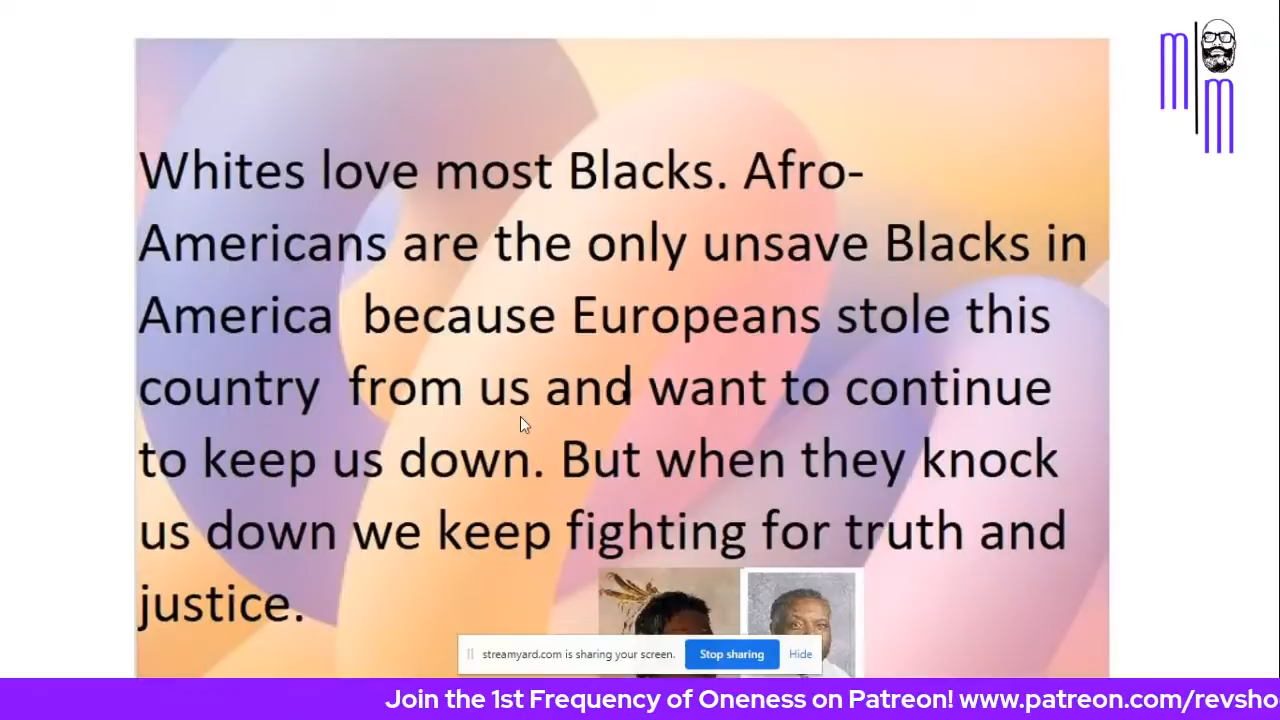 Whites love most Blacks. Afro-
Americans are the only unsave Blacks in
America because Europeans stole this
country from us and want to continue
to keep us down. But when they knock
us down we keep fighting for truth and
justice.
streamyard.com is sharing your screen. Stop sharing Hide
Join the 1st Frequency of Oneness on Patreon! www.patreon.com/revsho
m
m